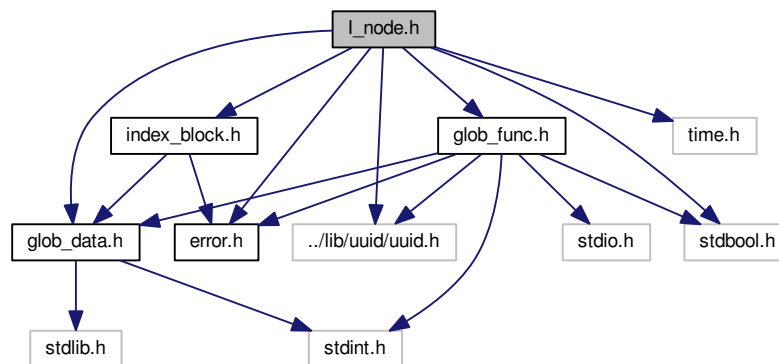 I_node.h
index_block.h
glob_func.h
time.h
glob_data.h
error.h
../lib/uuid/uuid.h
stdio.h
stdbool.h
stdlib.h
stdint.h